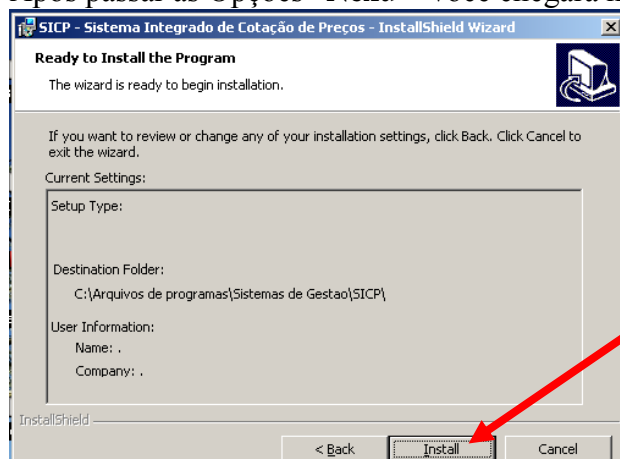 SICP - Sistema Integrado de Cotação de Preços - InstallShield Wizard
Ready to Install the Program
The wizard is ready to begin installation.
If you want to review or change any of your installation settings, click Back. Click Cancel to
exit the wizard.
Current Settings:
Setup Type:
Destination Folder:
C:\Arquivos de programas\Sistemas de Gestao\SICP\
User Information:
Name: .
Company: .
InstallShield
< Back Install Cancel